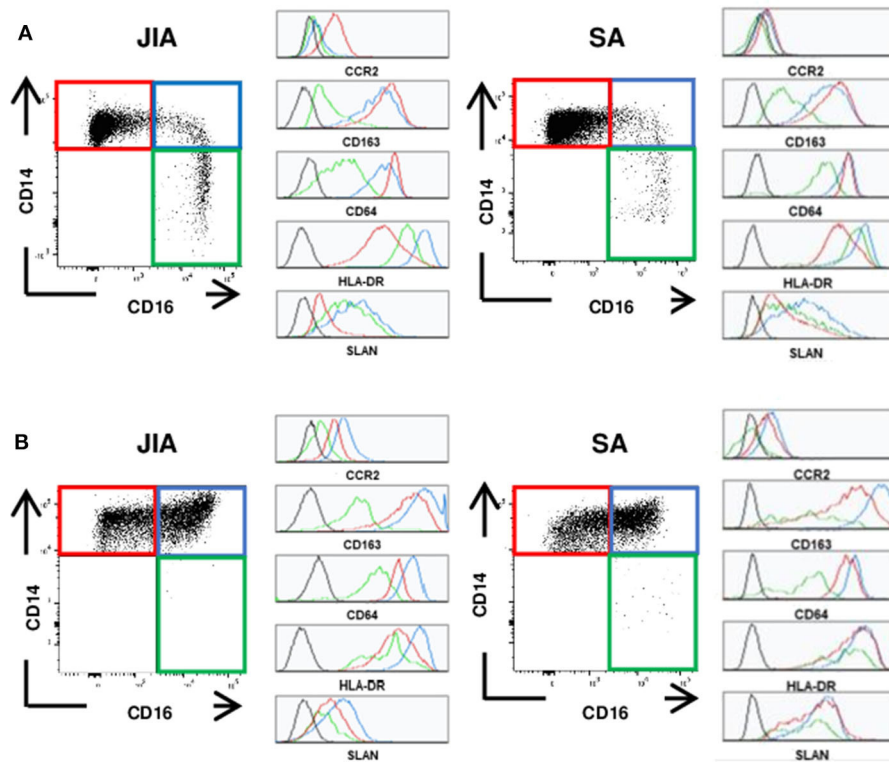 A
JIA
SA
CCR2
CCR2
CD163
CD163
CD14
CD14
CD64
CD64
HLA-DR
HLA-DR
CD16
CD16
SLAN
SLAN
B
JIA
SA
CCR2
CCR2
CD163
CD163
CD14
CD14
CD64
CD64
HLA-DR
HLA-DR
CD16
CD16
SLAN
SLAN